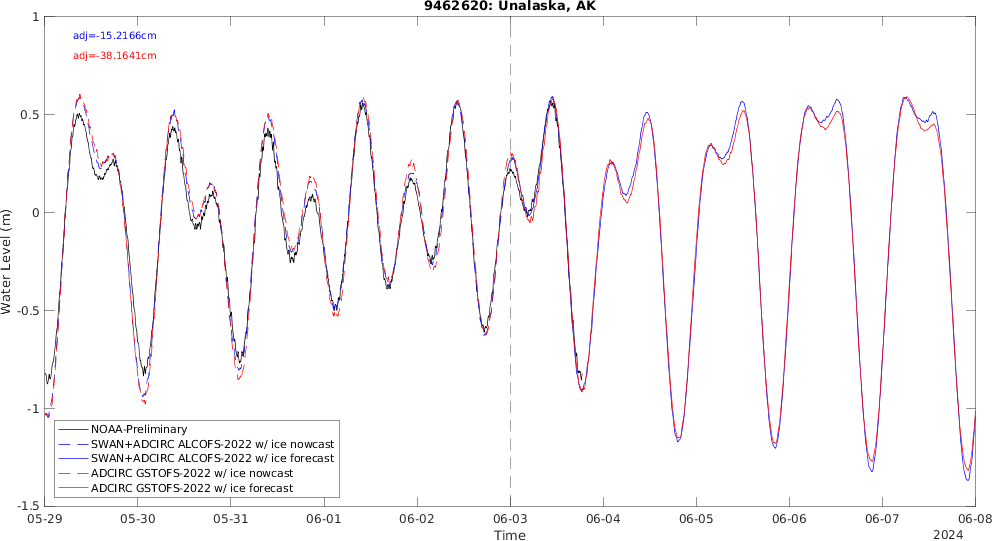 9462620: Unalaska, AK
adj=-15.2166cm
adj=-38.1641cm
1
0.5
0
-0.5
-1
-1.5
Water Level (m)
NOAA-Preliminary
SWAN+ADCIRC ALCOFS-2022 w/ ice nowcast
SWAN+ADCIRC ALCOFS-2022 w/ ice forecast
ADCIRC GSTOFS-2022 w/ ice nowcast
ADCIRC GSTOFS-2022 w/ ice forecast
05-29 05-30 05-31 06-01 06-02 06-03 06-04 06-05 06-06 06-07 06-08
Time
2024